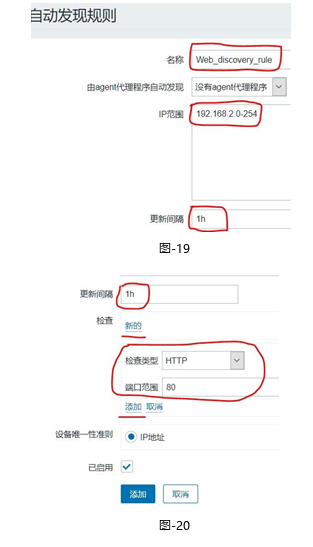 自动发现规则
名称 Web_discovery_rule
由agent代理程序自动发现 没有agent代理程序
IP范围 192.168.2.0-254
更新间隔 1h
图-19
更新间隔 1h
检查 新的
检查类型 HTTP
端口范围 80
添加 取消
设备唯一性准则 IP地址
已启用
添加 取消
图-20